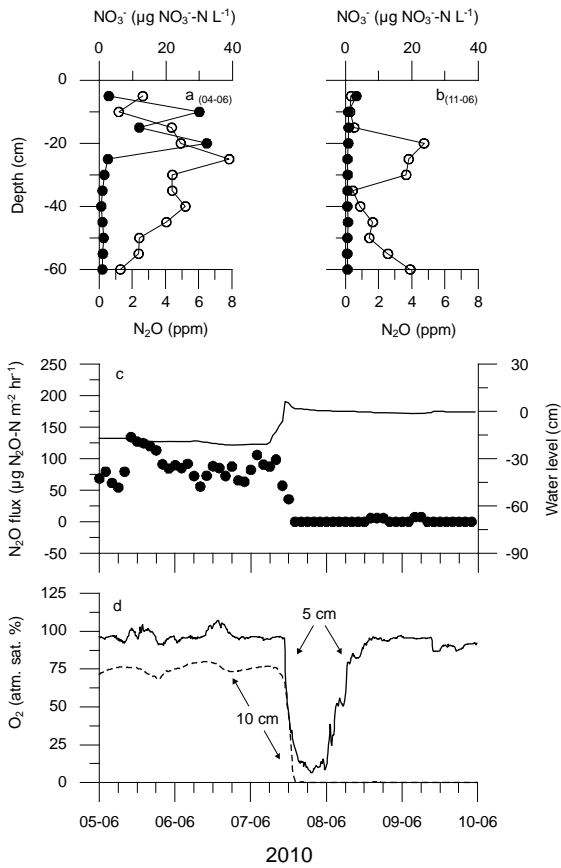 NO₃⁻ (µg NO₃⁻-N L⁻¹) NO₃⁻ (µg NO₃⁻-N L⁻¹)
0 20 40 0 20 40
0
-20
-40
-60
Depth (cm)
a (04-06)
b (11-06)
0 2 4 6 8 0 2 4 6 8
N₂O (ppm) N₂O (ppm)
c
250
200
150
100
50
0
-50
N₂O flux (µg N₂O-N m⁻² hr⁻¹)
30
0
-30
-60
-90
Water level (cm)
d
125
100
75
50
25
0
O₂ (atm. sat. %)
5 cm
10 cm
05-06 06-06 07-06 08-06 09-06 10-06
2010